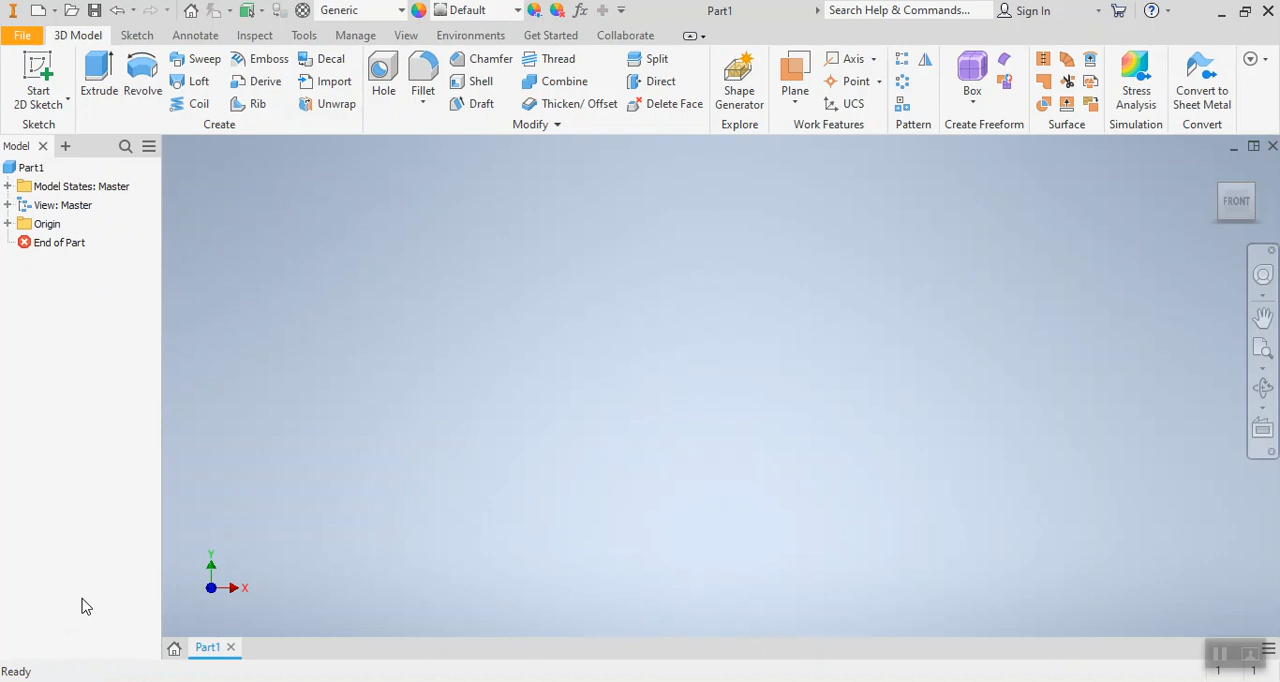 Generic Default Part1 Search Help & Commands... Sign In
File 3D Model Sketch Annotate Inspect Tools Manage View Environments Get Started Collaborate
Start 2D Sketch
Extrude
Revolve
Sweep Emboss Decal
Loft Derive Import
Coil Rib Unwrap
Hole
Fillet
Chamfer Thread Split
Shell Combine Direct
Draft Thicken/ Offset Delete Face
Shape Generator
Plane
Axis
Point
UCS
Box
Stress Analysis
Convert to Sheet Metal
Sketch Create Modify Explore Work Features Pattern Create Freeform Surface Simulation Convert
Model
Part1
Model States: Master
View: Master
Origin
End of Part
FRONT
Y
X
Part1
Ready 1 1